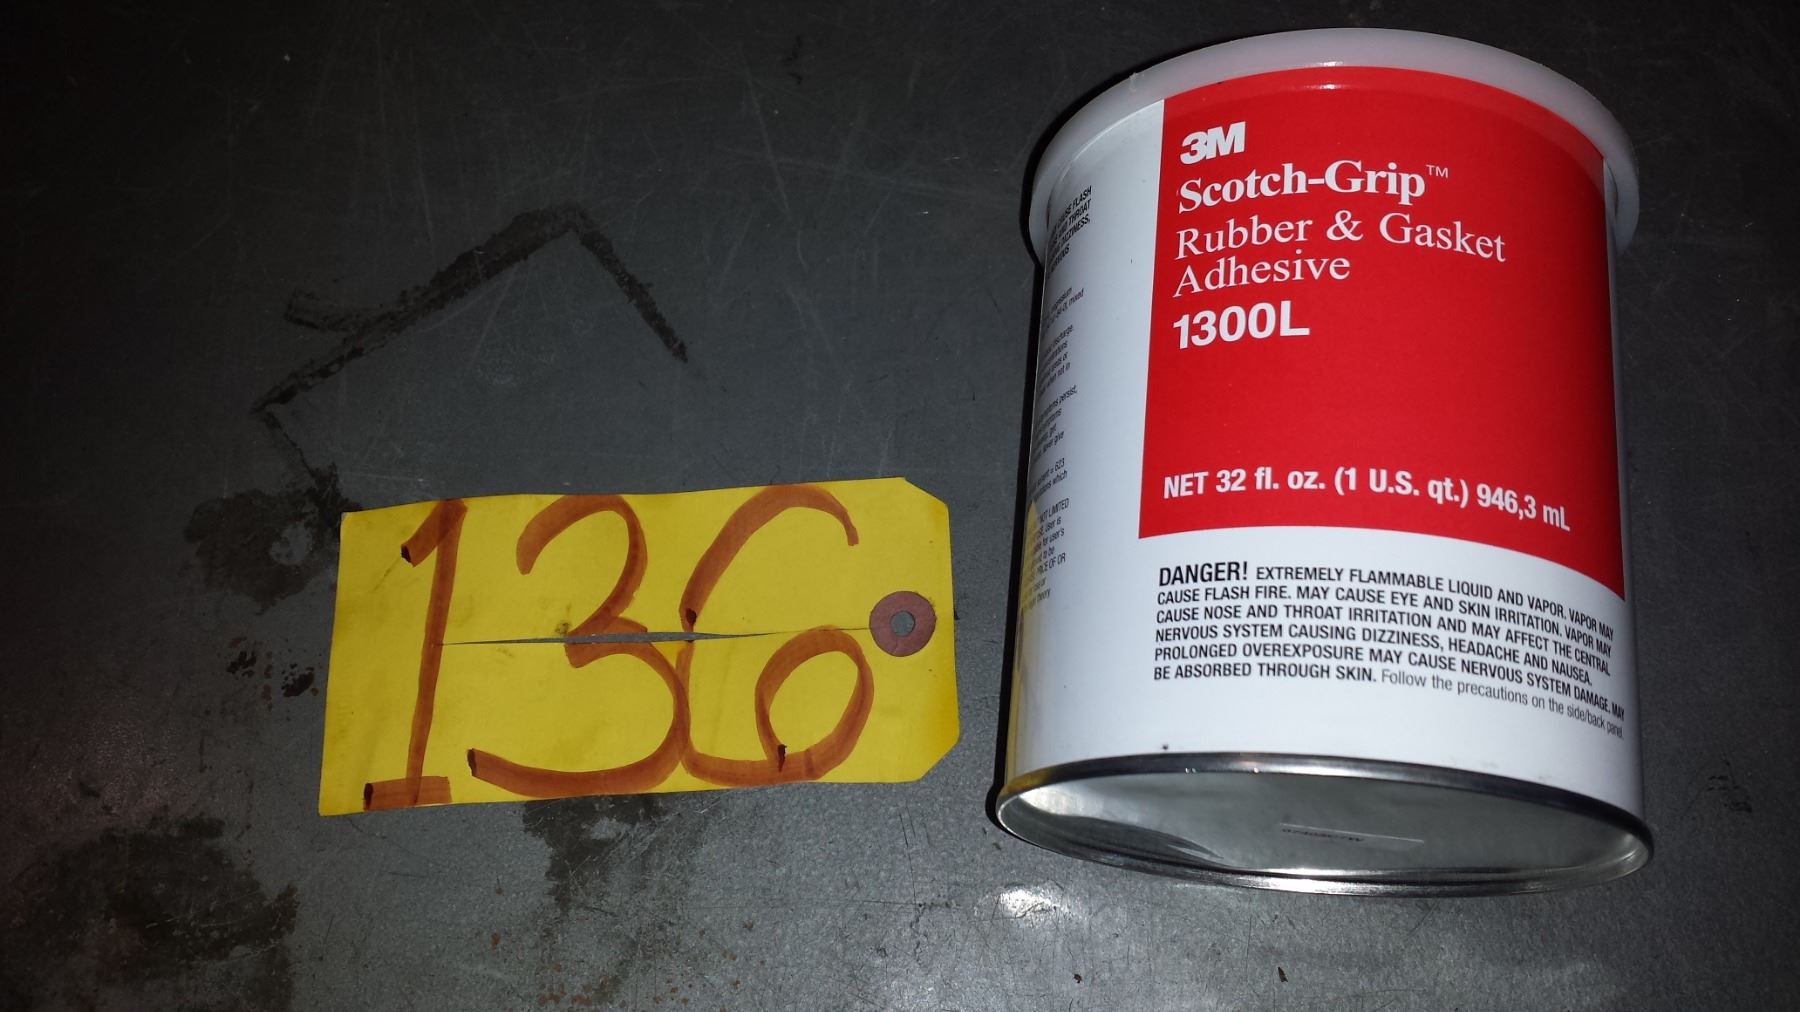 136
3M
Scotch-Grip™
Rubber & Gasket
Adhesive
1300L
NET 32 fl. oz. (1 U.S. qt.) 946,3 mL
DANGER! EXTREMELY FLAMMABLE LIQUID AND VAPOR. VAPOR MAY
CAUSE FLASH FIRE. MAY CAUSE EYE AND SKIN IRRITATION. VAPOR MAY
CAUSE NOSE AND THROAT IRRITATION AND MAY AFFECT THE CENTRAL
NERVOUS SYSTEM CAUSING DIZZINESS, HEADACHE AND NAUSEA.
PROLONGED OVEREXPOSURE MAY CAUSE NERVOUS SYSTEM DAMAGE. MAY
BE ABSORBED THROUGH SKIN. Follow the precautions on the side/back panel.